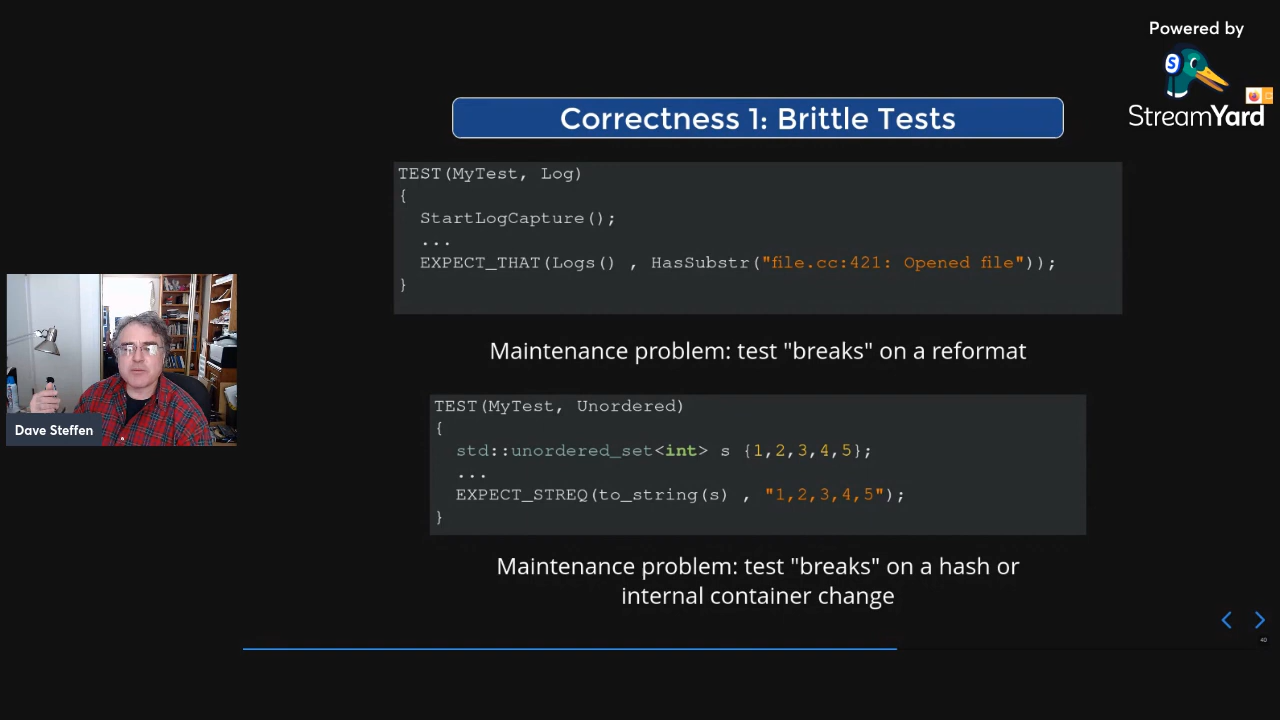 Powered by
StreamYard
Correctness 1: Brittle Tests
TEST(MyTest, Log)
{
  StartLogCapture();
  ...
  EXPECT_THAT(Logs() , HasSubstr("file.cc:421: Opened file"));
}
Maintenance problem: test "breaks" on a reformat
TEST(MyTest, Unordered)
{
  std::unordered_set<int> s {1,2,3,4,5};
  ...
  EXPECT_STREQ(to_string(s) , "1,2,3,4,5");
}
Maintenance problem: test "breaks" on a hash or
internal container change
Dave Steffen
40